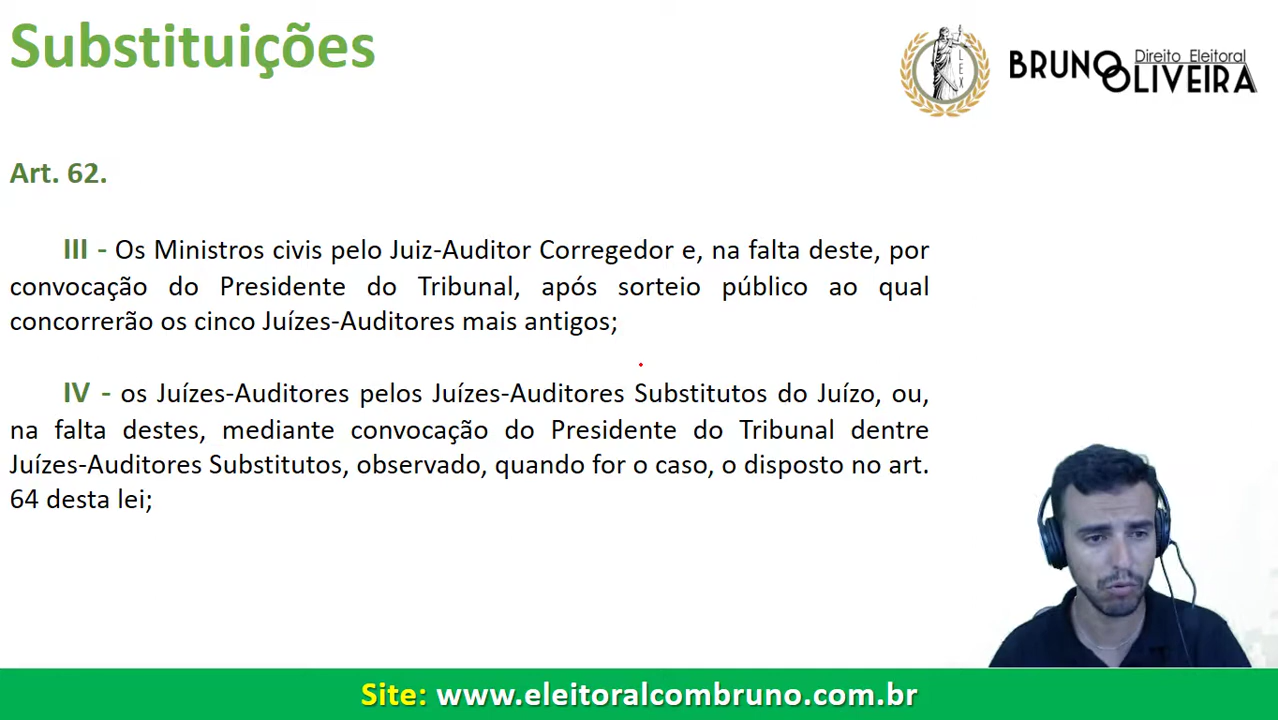 Substituições
LEX
BRUNO Direito Eleitoral
OLIVEIRA
Art. 62.
III - Os Ministros civis pelo Juiz-Auditor Corregedor e, na falta deste, por
convocação do Presidente do Tribunal, após sorteio público ao qual
concorrerão os cinco Juízes-Auditores mais antigos;
IV - os Juízes-Auditores pelos Juízes-Auditores Substitutos do Juízo, ou,
na falta destes, mediante convocação do Presidente do Tribunal dentre
Juízes-Auditores Substitutos, observado, quando for o caso, o disposto no art.
64 desta lei;
Site: www.eleitoralcombruno.com.br